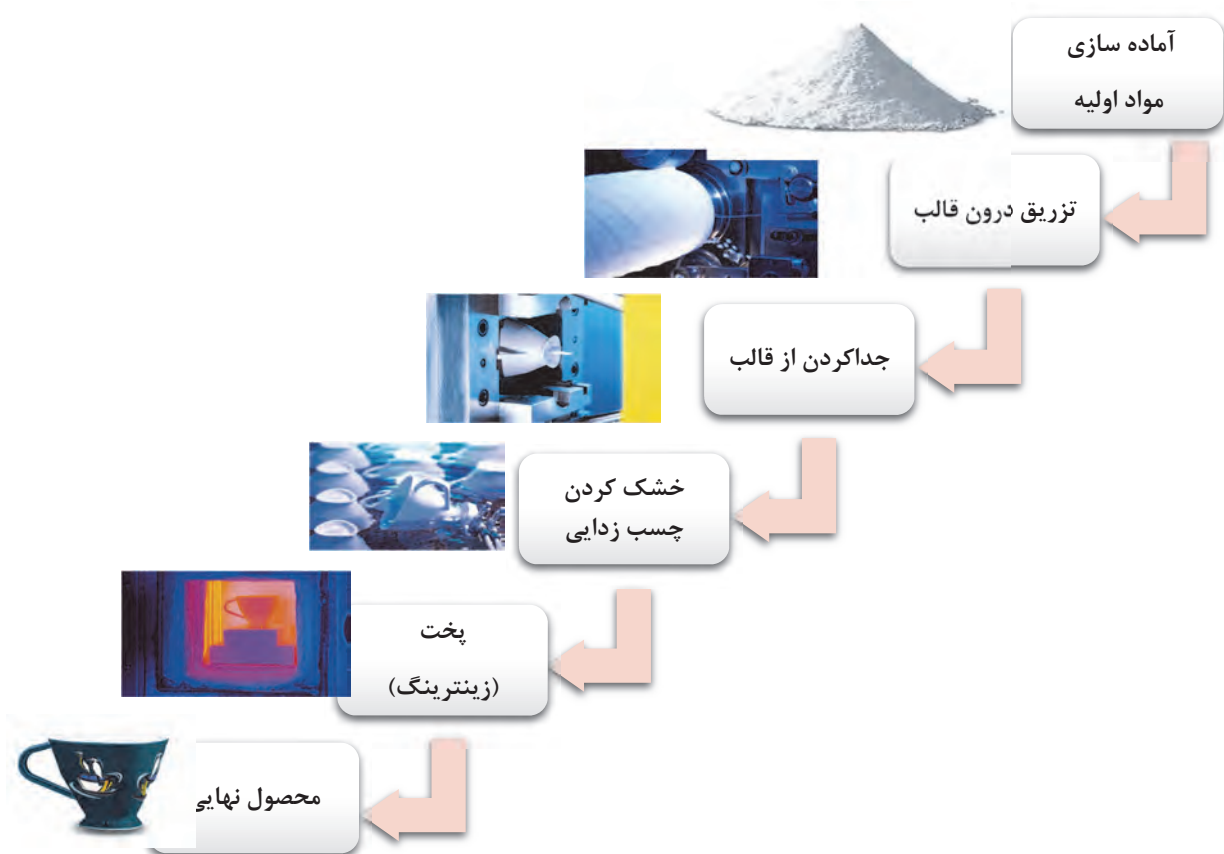 آماده سازی
مواد اولیه
تزریق درون قالب
جداکردن از قالب
خشک کردن
چسب زدایی
پخت
(زینترینگ)
محصول نهایی